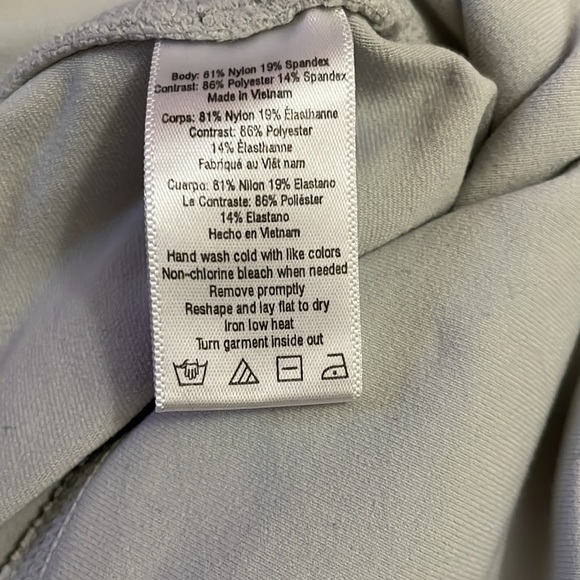 Body: 81% Nylon 19% Spandex
Contrast: 86% Polyester 14% Spandex
Made in Vietnam
Corps: 81% Nylon 19% Élasthanne
Contrast: 86% Polyester
14% Élasthanne
Fabriqué au Viêt nam
Cuerpo: 81% Nilon 19% Elastano
Le Contraste: 86% Poliéster
14% Elastano
Hecho en Vietnam
Hand wash cold with like colors
Non-chlorine bleach when needed
Remove promptly
Reshape and lay flat to dry
Iron low heat
Turn garment inside out